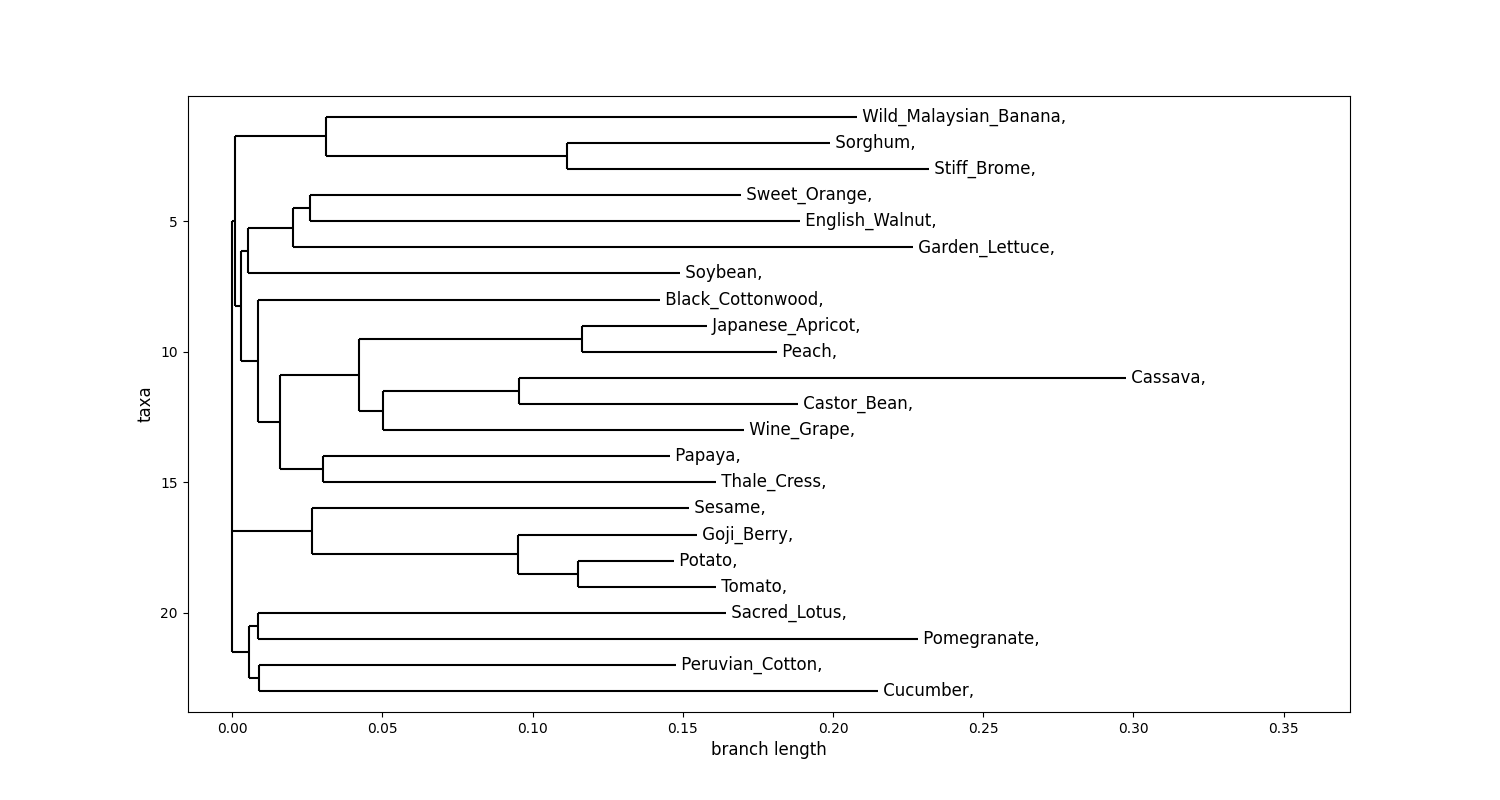 Wild_Malaysian_Banana,
Sorghum,
Stiff_Brome,
Sweet_Orange,
5
English_Walnut,
Garden_Lettuce,
Soybean,
Black_Cottonwood,
Japanese_Apricot,
10
Peach,
Cassava,
taxa
Castor_Bean,
Wine_Grape,
Papaya,
15
Thale_Cress,
Sesame,
Goji_Berry,
Potato,
Tomato,
20
Sacred_Lotus,
Pomegranate,
Peruvian_Cotton,
Cucumber,
0.00 0.05 0.10 0.15 0.20 0.25 0.30 0.35
branch length